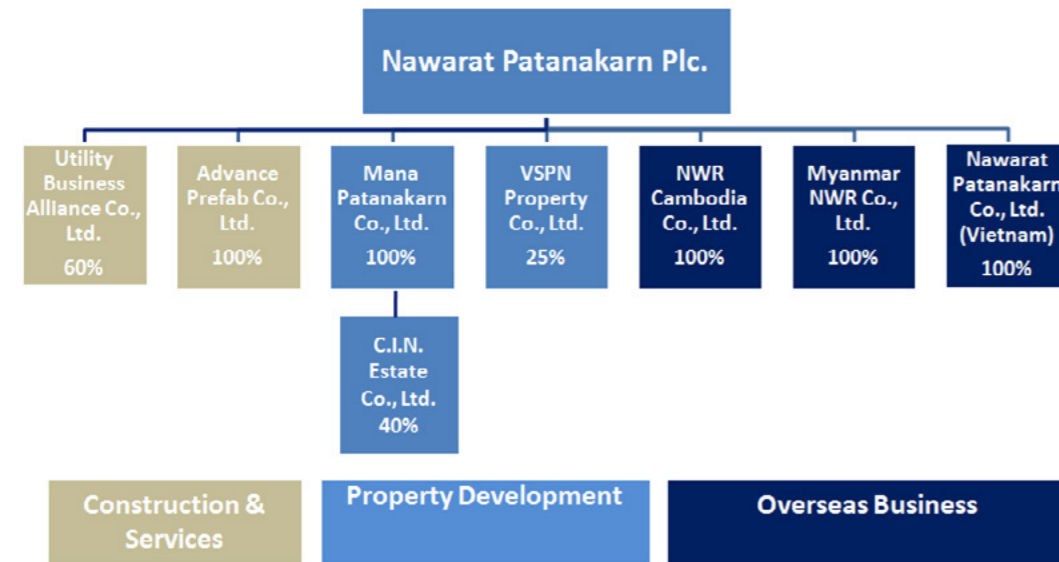 Nawarat Patanakarn Plc.
Utility
Business
Alllance Co.,
Ltd.
60%
Advance
Prefab Co.,
Ltd.
100%
Mana
Patanakarn
Co., Ltd.
100%
VSPN
Property
Co., Ltd.
25%
NWR
Cambodia
Co., Ltd.
100%
Myanmar
NWR Co.,
Ltd.
100%
Nawarat
Patanakarn
Co., Ltd.
(Vietnam)
100%
C.I.N.
Estate
Co., Ltd.
40%
Construction &
Services
Property Development
Overseas Business